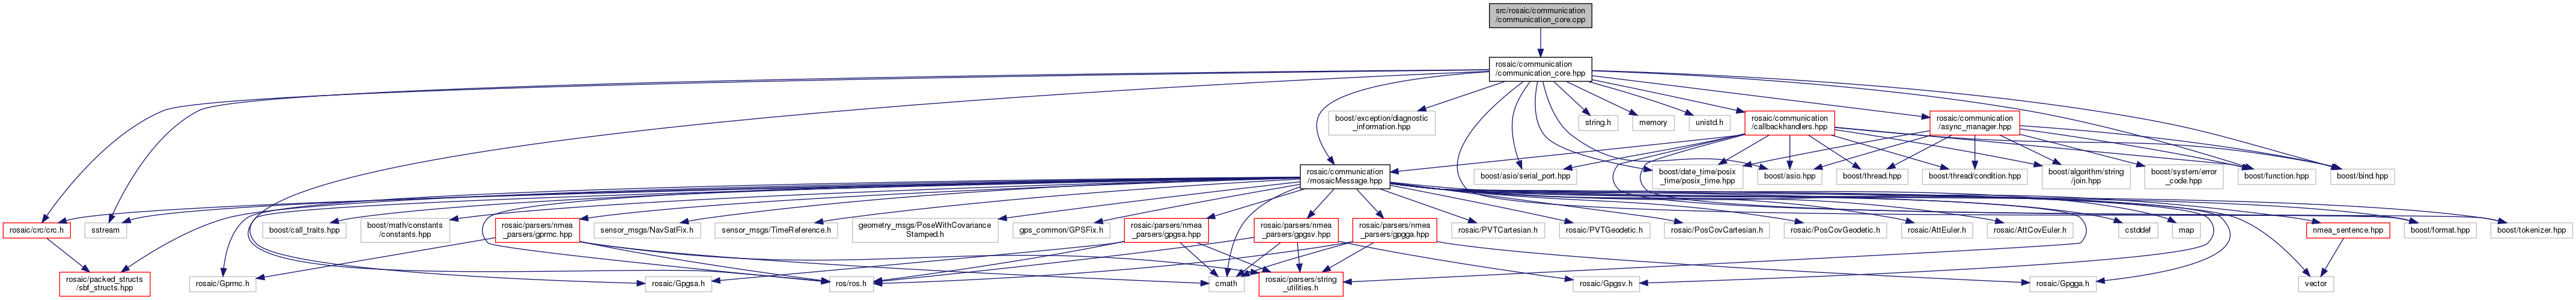 src/rosaic/communication
/communication_core.cpp
rosaic/communication
/communication_core.hpp
boost/exception/diagnostic
_information.hpp
string.h
memory
unistd.h
rosaic/communication
/callbackhandlers.hpp
rosaic/communication
/async_manager.hpp
rosaic/communication
/mosaicMessage.hpp
boost/asio/serial_port.hpp
boost/date_time/posix
_time/posix_time.hpp
boost/asio.hpp
boost/thread.hpp
boost/thread/condition.hpp
boost/algorithm/string
/join.hpp
boost/system/error
_code.hpp
boost/function.hpp
boost/bind.hpp
rosaic/crc/crc.h
sstream
boost/call_traits.hpp
boost/math/constants
/constants.hpp
rosaic/parsers/nmea
_parsers/gprmc.hpp
sensor_msgs/NavSatFix.h
sensor_msgs/TimeReference.h
geometry_msgs/PoseWithCovariance
Stamped.h
gps_common/GPSFix.h
rosaic/parsers/nmea
_parsers/gpgsa.hpp
rosaic/parsers/nmea
_parsers/gpgsv.hpp
rosaic/parsers/nmea
_parsers/gpgga.hpp
rosaic/PVTCartesian.h
rosaic/PVTGeodetic.h
rosaic/PosCovCartesian.h
rosaic/PosCovGeodetic.h
rosaic/AttEuler.h
rosaic/AttCovEuler.h
cstddef
map
nmea_sentence.hpp
boost/format.hpp
boost/tokenizer.hpp
rosaic/packed_structs
/sbf_structs.hpp
rosaic/Gprmc.h
rosaic/Gpgsa.h
ros/ros.h
cmath
rosaic/parsers/string
_utilities.h
rosaic/Gpgsv.h
rosaic/Gpgga.h
vector